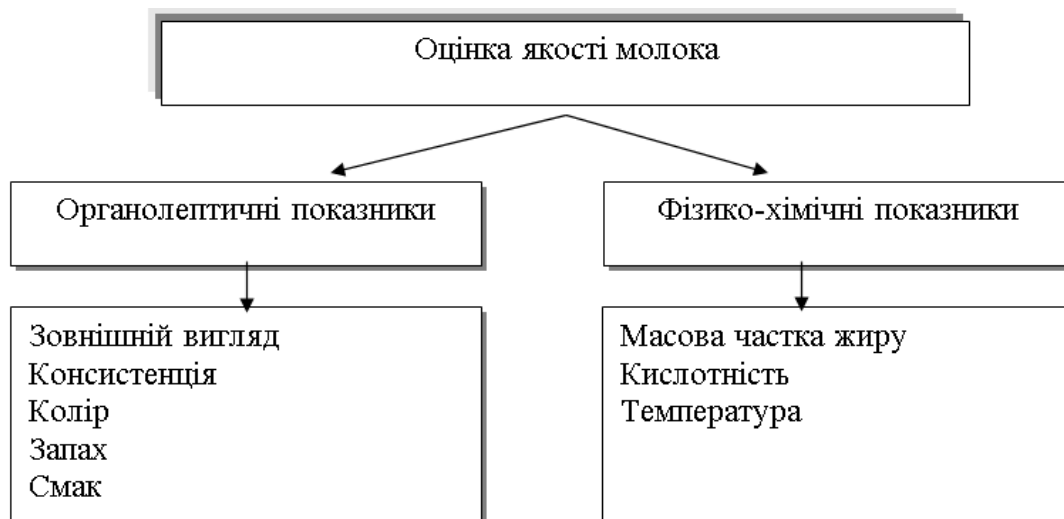 Оцінка якості молока
Органолептичні показники
Фізико-хімічні показники
Зовнішній вигляд
Консистенція
Колір
Запах
Смак
Масова частка жиру
Кислотність
Температура